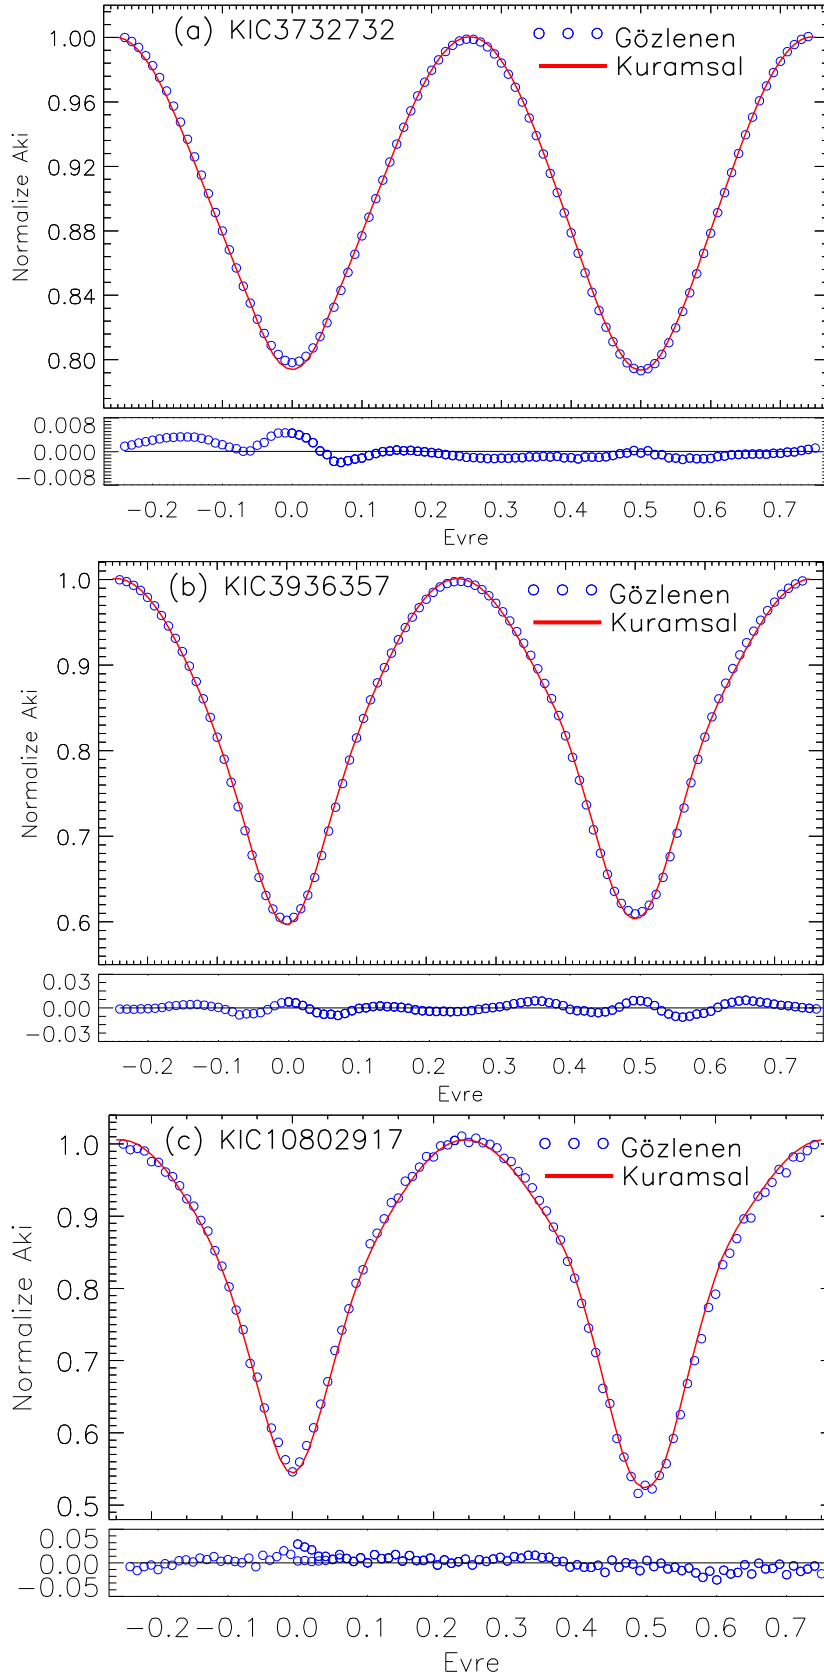 (a) KIC3732732
Gözlenen
Kuramsal
1.00
0.96
0.92
0.88
0.84
0.80
Normalize Aki
0.008
0.000
−0.008
−0.2 −0.1 0.0 0.1 0.2 0.3 0.4 0.5 0.6 0.7
Evre
(b) KIC3936357
Gözlenen
Kuramsal
1.0
0.9
0.8
0.7
0.6
Normalize Aki
0.03
0.00
−0.03
−0.2 −0.1 0.0 0.1 0.2 0.3 0.4 0.5 0.6 0.7
Evre
(c) KIC10802917
Gözlenen
Kuramsal
1.0
0.9
0.8
0.7
0.6
0.5
Normalize Aki
0.05
0.00
−0.05
−0.2 −0.1 0.0 0.1 0.2 0.3 0.4 0.5 0.6 0.7
Evre